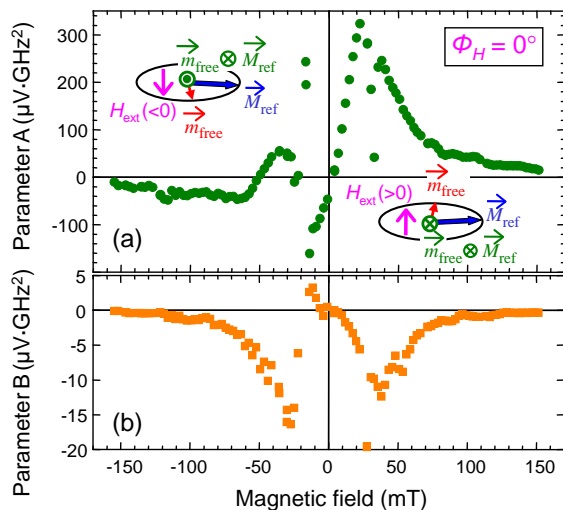 300
200
100
0
-100
Parameter A (μV·GHz²)
Φ_H = 0°
m_free
M_ref
M_ref
H_ext(<0)
m_free
m_free
H_ext(>0)
M_ref
m_free
M_ref
(a)
5
0
-5
-10
-15
-20
Parameter B (μV·GHz²)
(b)
-150 -100 -50 0 50 100 150
Magnetic field (mT)